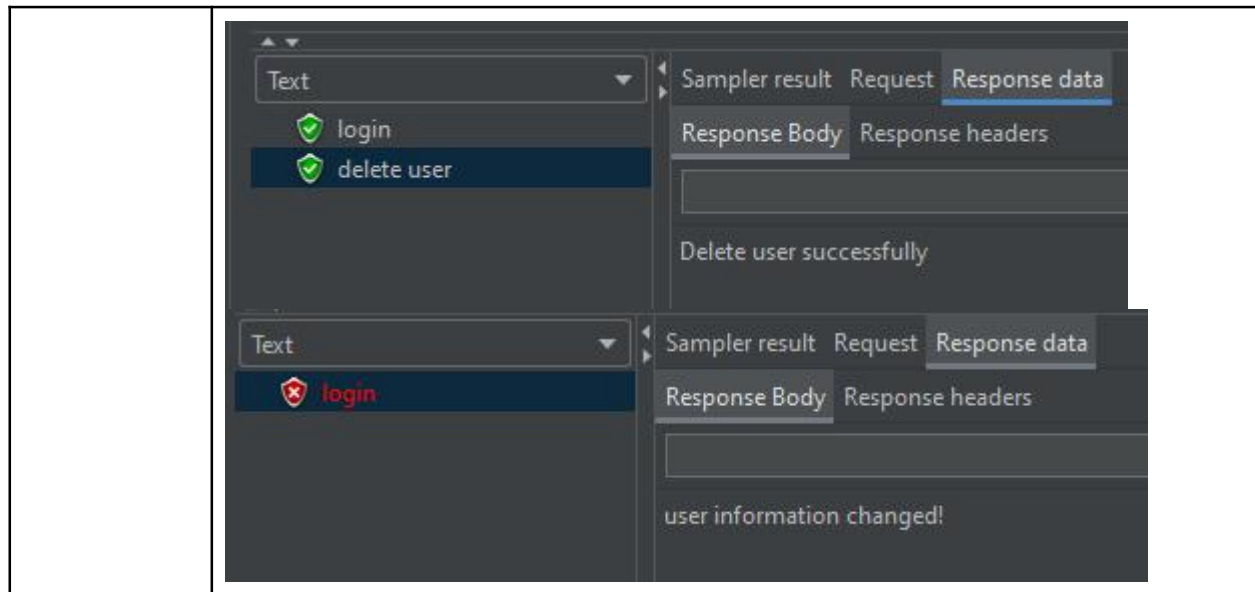 Text
Sampler result Request Response data
login
Response Body Response headers
delete user
Delete user successfully
Text
Sampler result Request Response data
login
Response Body Response headers
user information changed!